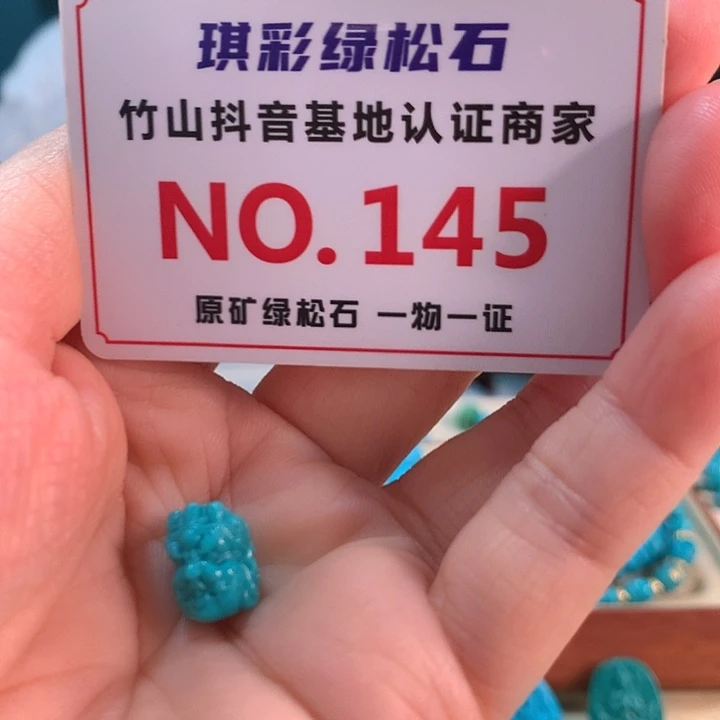 琪彩绿松石
竹山抖音基地认证商家
NO.145
原矿绿松石 一物一证